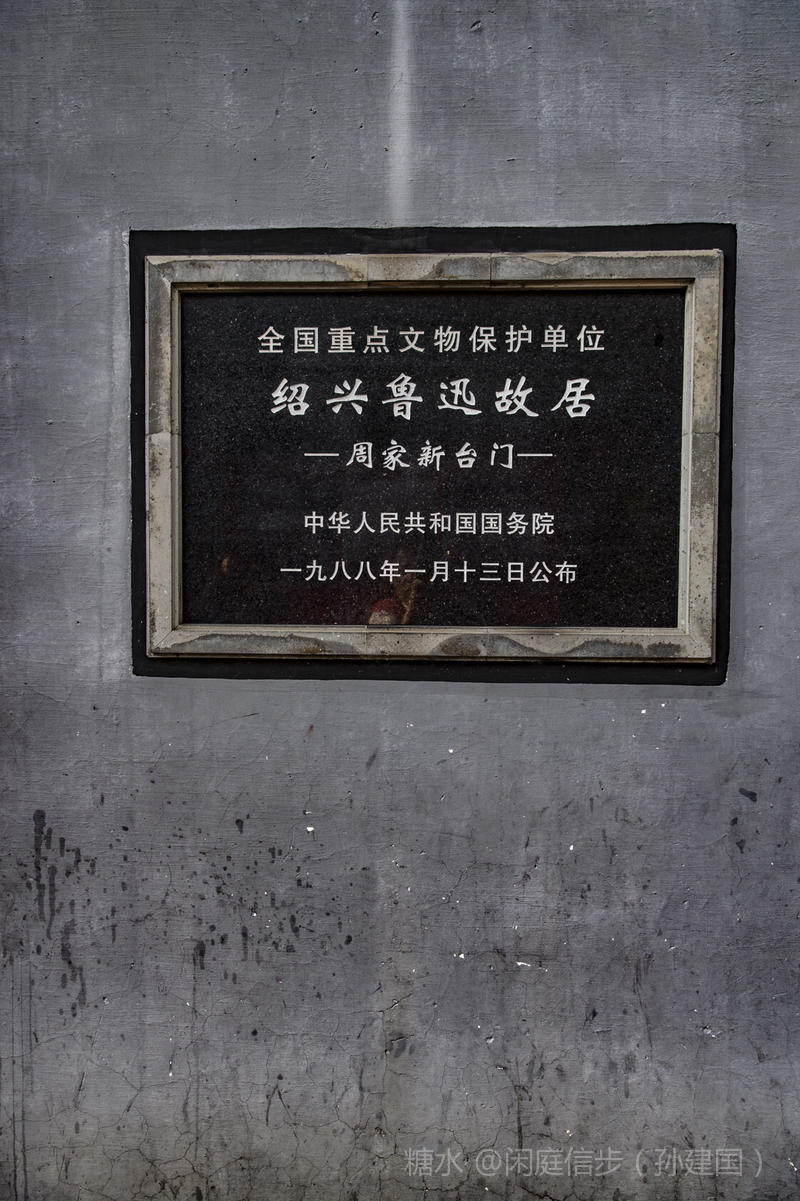 全国重点文物保护单位
绍兴鲁迅故居
—周家新台门—
中华人民共和国国务院
一九八八年一月十三日公布
糖水 @闲庭信步（孙建国）